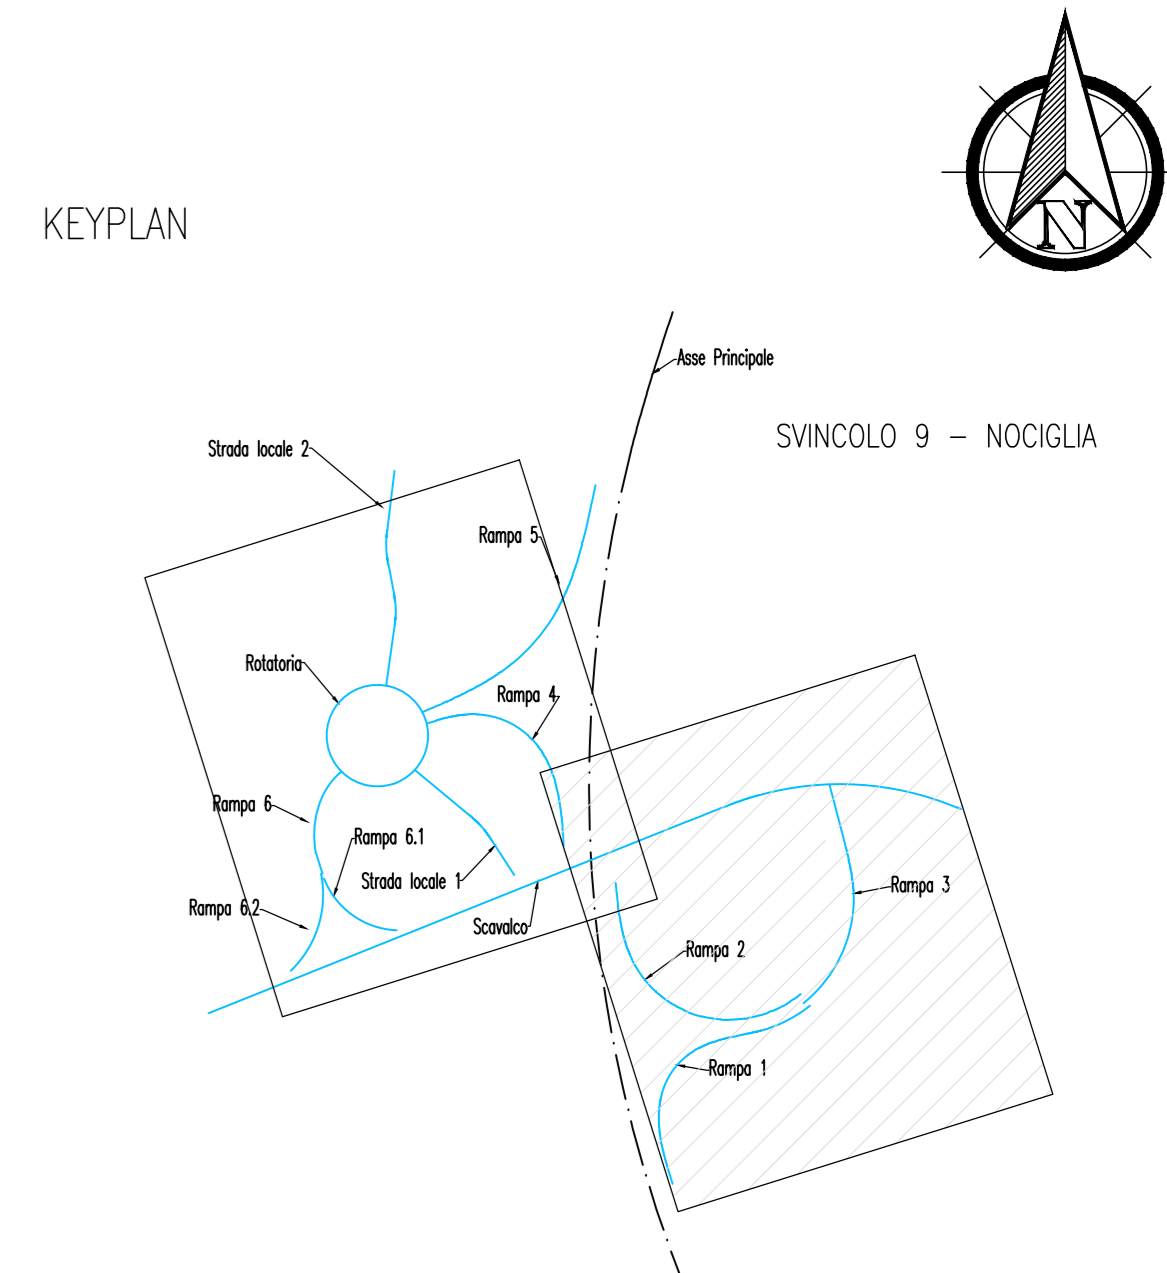 N
KEYPLAN
Asse Principale
SVINCOLO 9 – NOCIGLIA
Strada locale 2
Rampa 5
Rotatoria
Rampa 4
Rampa 6
Rampa 6.1
Strada locale 1
Rampa 3
Rampa 6.2
Scavalco
Rampa 2
Rampa 1